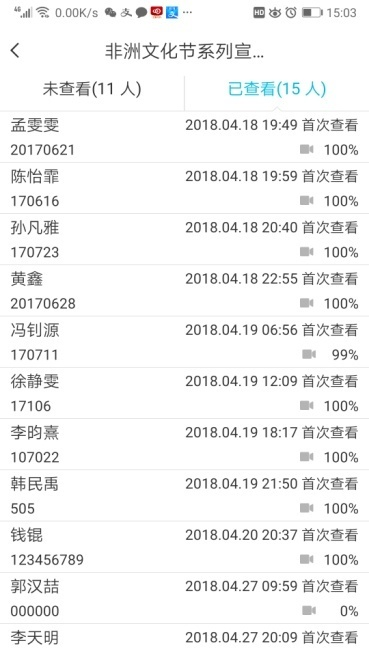 46 0.00K/s ··· HD 15:03
非洲文化节系列宣...
未查看(11 人) 已查看(15 人)
孟雯雯 2018.04.18 19:49 首次查看
20170621 100%
陈怡霏 2018.04.18 19:59 首次查看
170616 100%
孙凡雅 2018.04.18 20:40 首次查看
170723 100%
黄鑫 2018.04.18 22:55 首次查看
20170628 100%
冯钊源 2018.04.19 06:56 首次查看
170711 99%
徐静雯 2018.04.19 12:09 首次查看
17106 100%
李昀熹 2018.04.19 18:17 首次查看
107022 100%
韩民禹 2018.04.19 21:50 首次查看
505 100%
钱锟 2018.04.20 20:37 首次查看
123456789 100%
郭汉喆 2018.04.27 09:59 首次查看
000000 0%
李天明 2018.04.27 20:09 首次查看